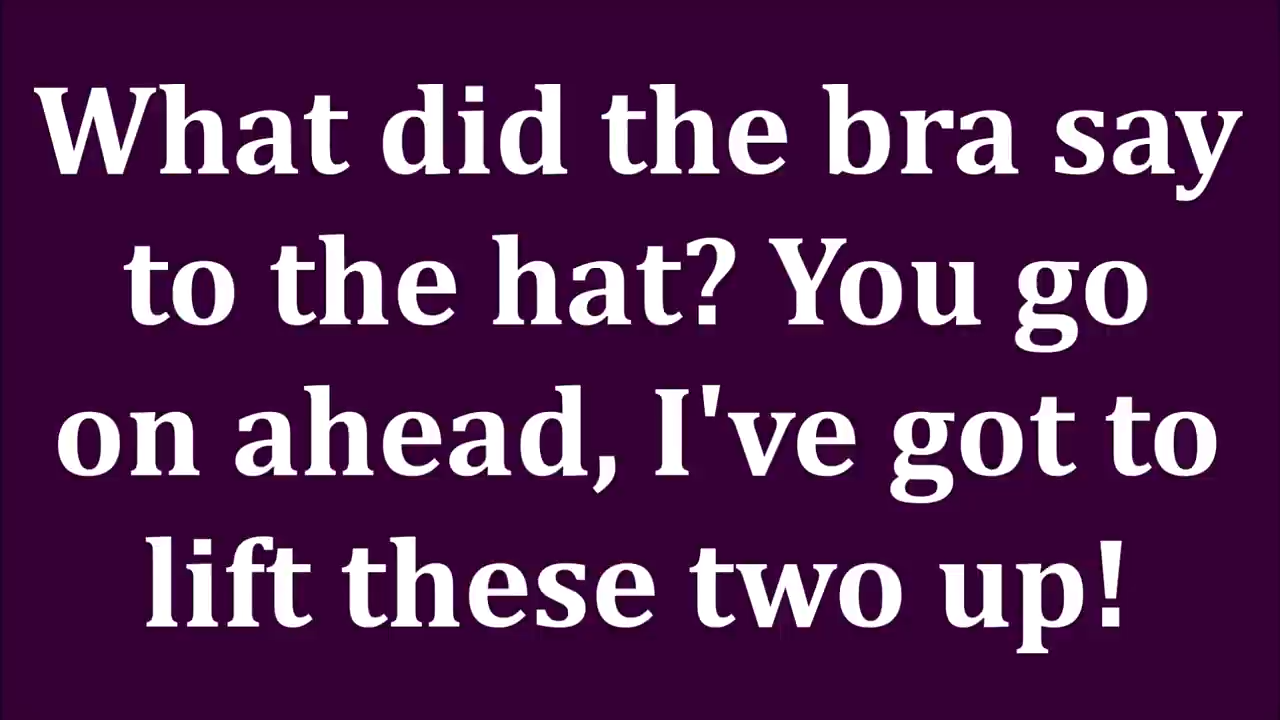 What did the bra say
to the hat? You go
on ahead, I've got to
lift these two up!